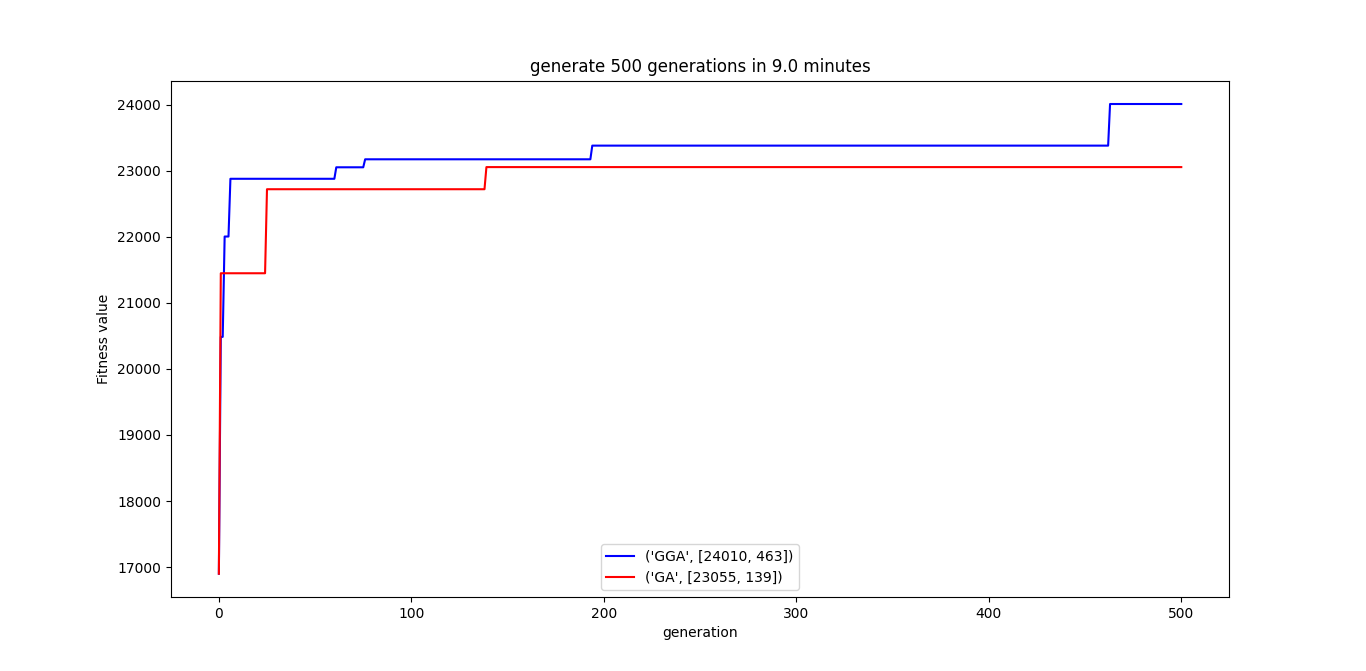 generate 500 generations in 9.0 minutes
24000
23000
22000
21000
20000
19000
18000
17000
Fitness value
('GGA', [24010, 463])
('GA', [23055, 139])
0 100 200 300 400 500
generation